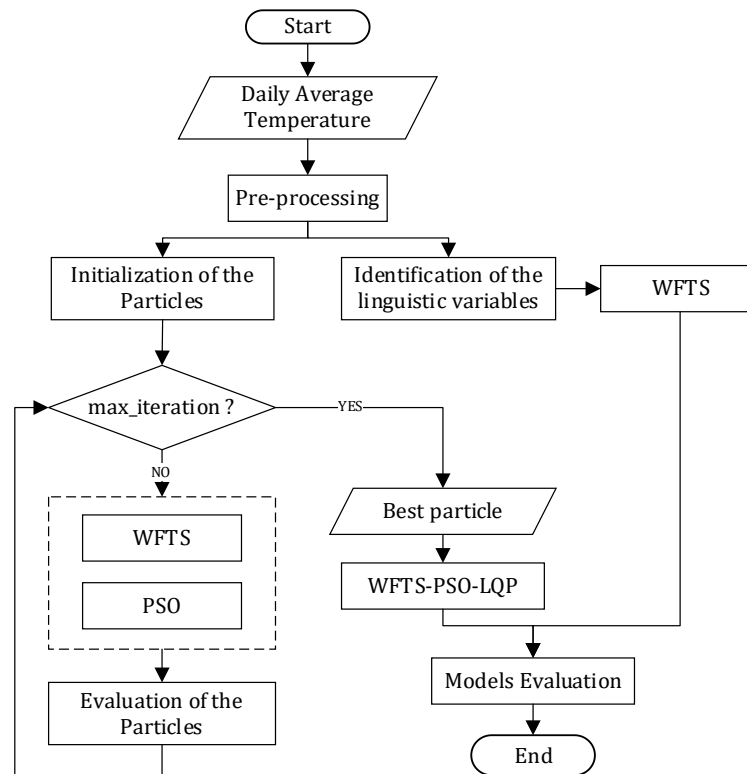 Start
Daily Average
Temperature
Pre-processing
Initialization of the
Particles
Identification of the
linguistic variables
WFTS
max_iteration ?
YES
NO
WFTS
PSO
Best particle
WFTS-PSO-LQP
Evaluation of the
Particles
Models Evaluation
End